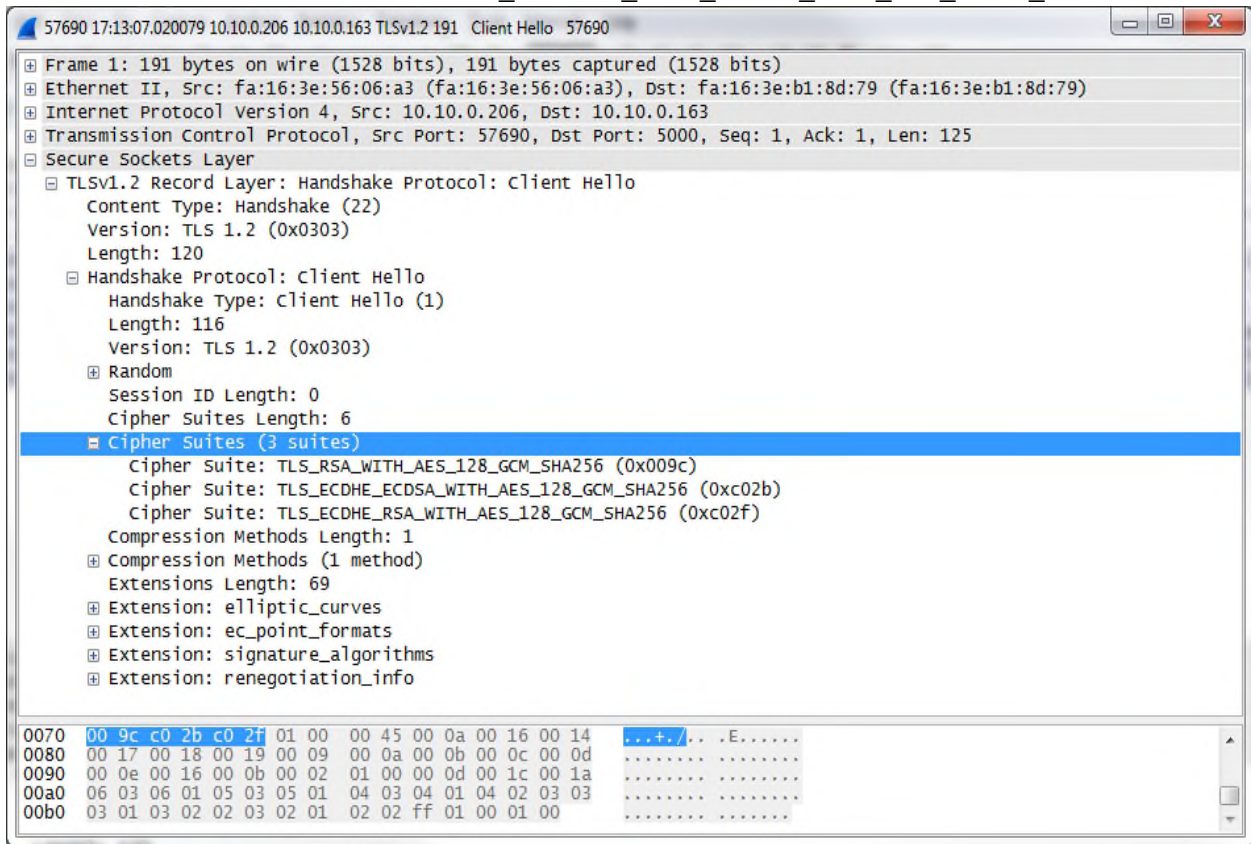 57690 17:13:07.020079 10.10.0.206 10.10.0.163 TLSv1.2 191 Client Hello 57690
Frame 1: 191 bytes on wire (1528 bits), 191 bytes captured (1528 bits)
Ethernet II, Src: fa:16:3e:56:06:a3 (fa:16:3e:56:06:a3), Dst: fa:16:3e:b1:8d:79 (fa:16:3e:b1:8d:79)
Internet Protocol Version 4, Src: 10.10.0.206, Dst: 10.10.0.163
Transmission Control Protocol, Src Port: 57690, Dst Port: 5000, Seq: 1, Ack: 1, Len: 125
Secure Sockets Layer
TLSv1.2 Record Layer: Handshake Protocol: Client Hello
Content Type: Handshake (22)
Version: TLS 1.2 (0x0303)
Length: 120
Handshake Protocol: Client Hello
Handshake Type: Client Hello (1)
Length: 116
Version: TLS 1.2 (0x0303)
Random
Session ID Length: 0
Cipher Suites Length: 6
Cipher Suites (3 suites)
Cipher Suite: TLS_RSA_WITH_AES_128_GCM_SHA256 (0x009c)
Cipher Suite: TLS_ECDHE_ECDSA_WITH_AES_128_GCM_SHA256 (0xc02b)
Cipher Suite: TLS_ECDHE_RSA_WITH_AES_128_GCM_SHA256 (0xc02f)
Compression Methods Length: 1
Compression Methods (1 method)
Extensions Length: 69
Extension: elliptic_curves
Extension: ec_point_formats
Extension: signature_algorithms
Extension: renegotiation_info
0070 00 9c c0 2b c0 2f 01 00 00 45 00 0a 00 16 00 14 ...+./.. .E......
0080 00 17 00 18 00 19 00 09 00 0a 00 0b 00 0c 00 0d ........ ........
0090 00 0e 00 16 00 0b 00 02 01 00 00 0d 00 1c 00 1a ........ ........
00a0 06 03 06 01 05 03 05 01 04 03 04 01 04 02 03 03 ........ ........
00b0 03 01 03 02 02 03 02 01 02 02 ff 01 00 01 00 ........ .......